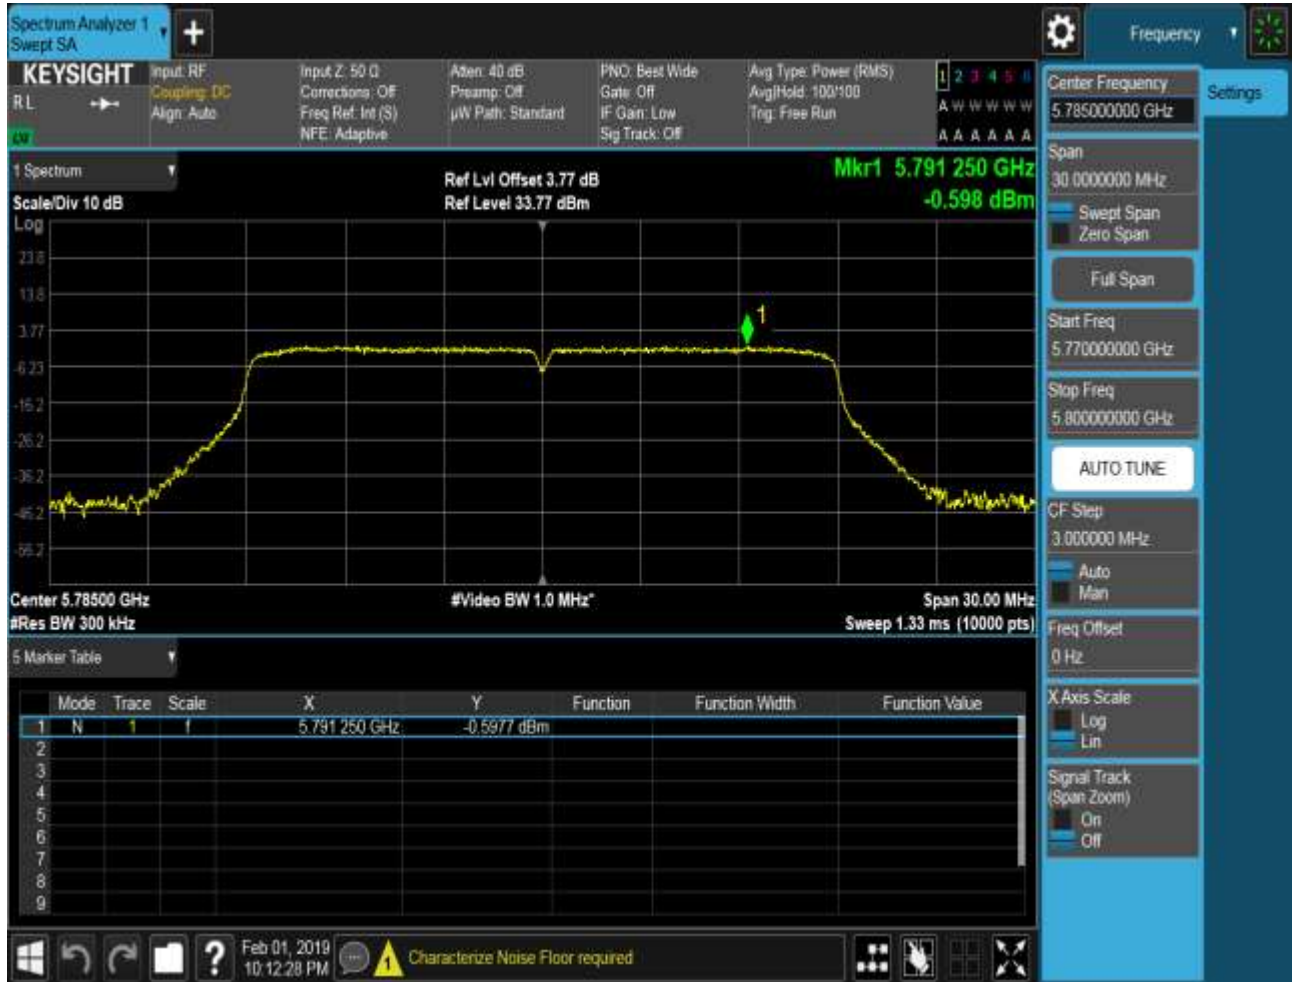 Spectrum Analyzer 1
Swept SA
+
Frequency
KEYSIGHT
RL
Input: RF
Coupling: DC
Align: Auto
Input Z: 50 Ω
Corrections: Off
Freq Ref: Int (S)
NFE: Adaptive
Atten: 40 dB
Preamp: Off
µW Path: Standard
PNO: Best Wide
Gate: Off
IF Gain: Low
Sig Track: Off
Avg Type: Power (RMS)
Avg|Hold: 100/100
Trig: Free Run
1 2 3 4 5 6
A W W W W W
A A A A A A
1 Spectrum
Scale/Div 10 dB
Ref Lvl Offset 3.77 dB
Ref Level 33.77 dBm
Mkr1 5.791 250 GHz
-0.598 dBm
Log
23.8
13.8
3.77
-6.23
-16.2
-26.2
-36.2
-46.2
-56.2
1
Center 5.78500 GHz
#Res BW 300 kHz
#Video BW 1.0 MHz*
Span 30.00 MHz
Sweep 1.33 ms (10000 pts)
5 Marker Table
Mode Trace Scale X Y Function Function Width Function Value
1 N 1 f 5.791 250 GHz -0.5977 dBm
2
3
4
5
6
7
8
9
Center Frequency
5.785000000 GHz
Settings
Span
30.0000000 MHz
Swept Span
Zero Span
Full Span
Start Freq
5.770000000 GHz
Stop Freq
5.800000000 GHz
AUTO TUNE
CF Step
3.000000 MHz
Auto
Man
Freq Offset
0 Hz
X Axis Scale
Log
Lin
Signal Track
(Span Zoom)
On
Off
?
Feb 01, 2019
10:12:28 PM
1
Characterize Noise Floor required